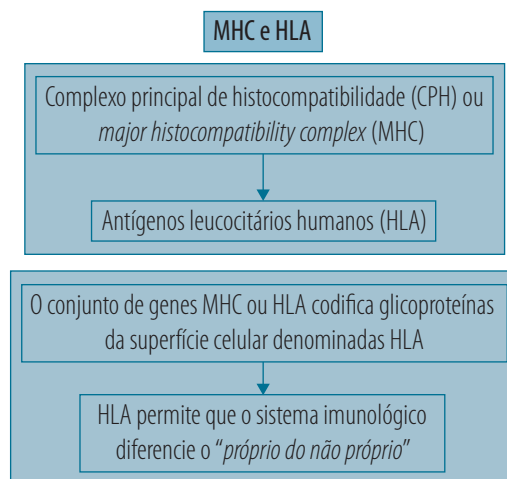 MHC e HLA
Complexo principal de histocompatibilidade (CPH) ou
major histocompatibility complex (MHC)
Antígenos leucocitários humanos (HLA)
O conjunto de genes MHC ou HLA codifica glicoproteínas
da superfície celular denominadas HLA
HLA permite que o sistema imunológico
diferencie o “próprio do não próprio”